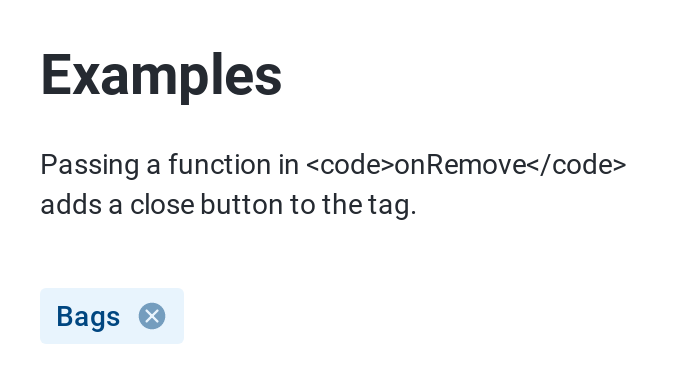 Examples
Passing a function in <code>onRemove</code>
adds a close button to the tag.
Bags